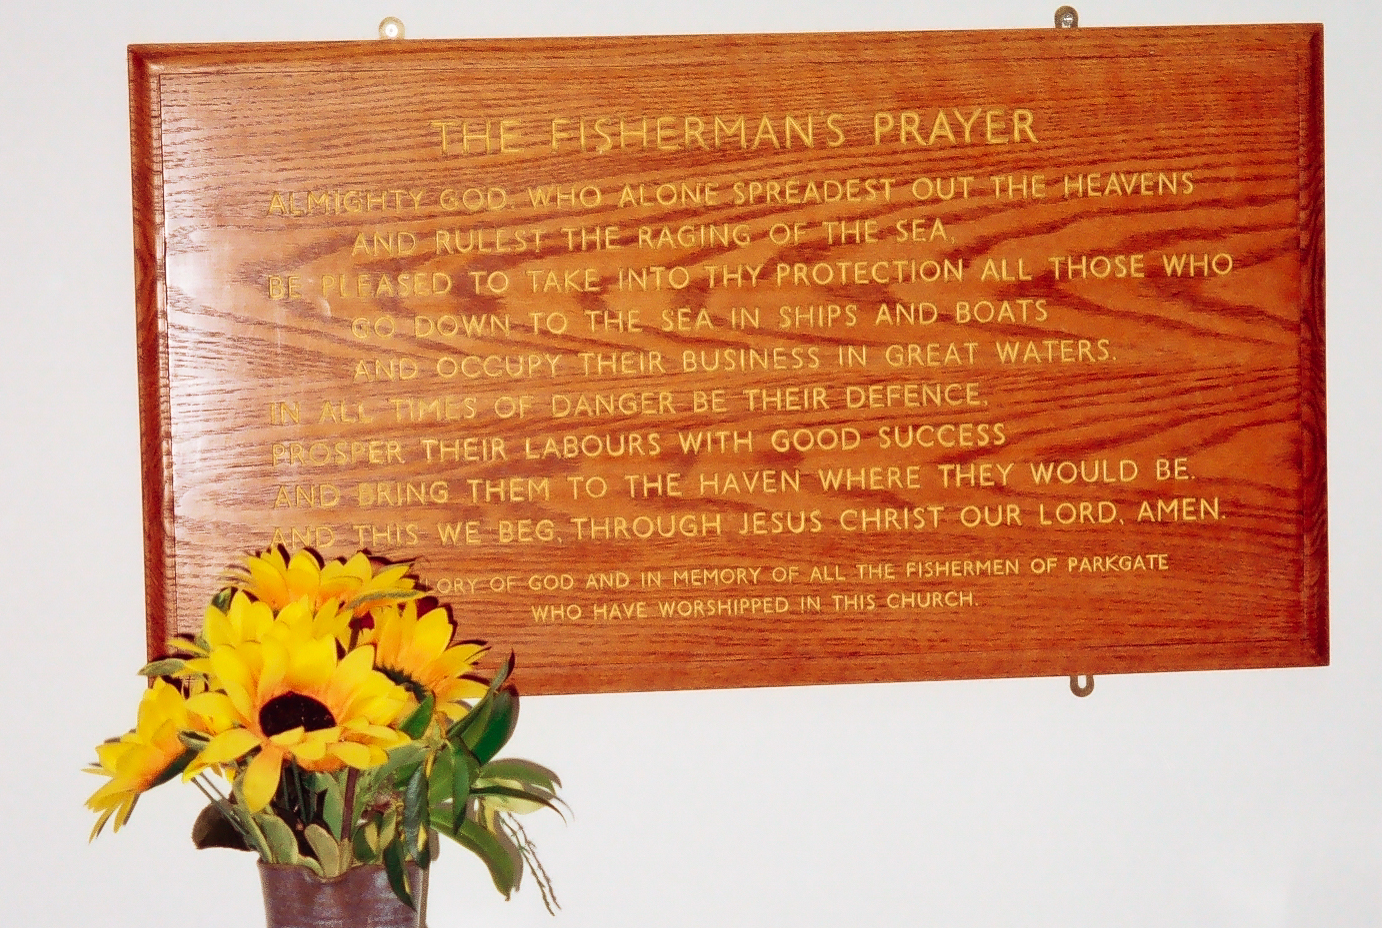 THE FISHERMAN'S PRAYER
ALMIGHTY GOD, WHO ALONE SPREADEST OUT THE HEAVENS
AND RULEST THE RAGING OF THE SEA,
BE PLEASED TO TAKE INTO THY PROTECTION ALL THOSE WHO
GO DOWN TO THE SEA IN SHIPS AND BOATS
AND OCCUPY THEIR BUSINESS IN GREAT WATERS.
IN ALL TIMES OF DANGER BE THEIR DEFENCE,
PROSPER THEIR LABOURS WITH GOOD SUCCESS
AND BRING THEM TO THE HAVEN WHERE THEY WOULD BE.
AND THIS WE BEG, THROUGH JESUS CHRIST OUR LORD, AMEN.
LORY OF GOD AND IN MEMORY OF ALL THE FISHERMEN OF PARKGATE
WHO HAVE WORSHIPPED IN THIS CHURCH.